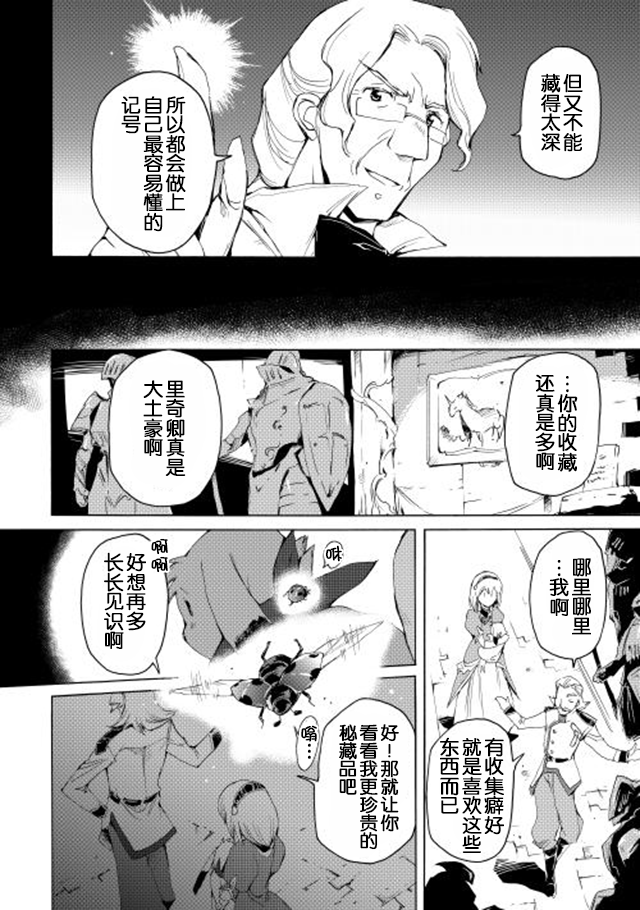 但又不能
藏得太深
所以都会做上
自己最容易懂的
记号
…你的收藏
还真是多啊
里奇卿真是
大土豪啊
哪里哪里
…我啊
有收集癖好
就是喜欢这些
东西而已
嗡嗡
好想再多
长长见识啊
好！那就让你
看看我更珍贵的
秘藏品吧
嗡…